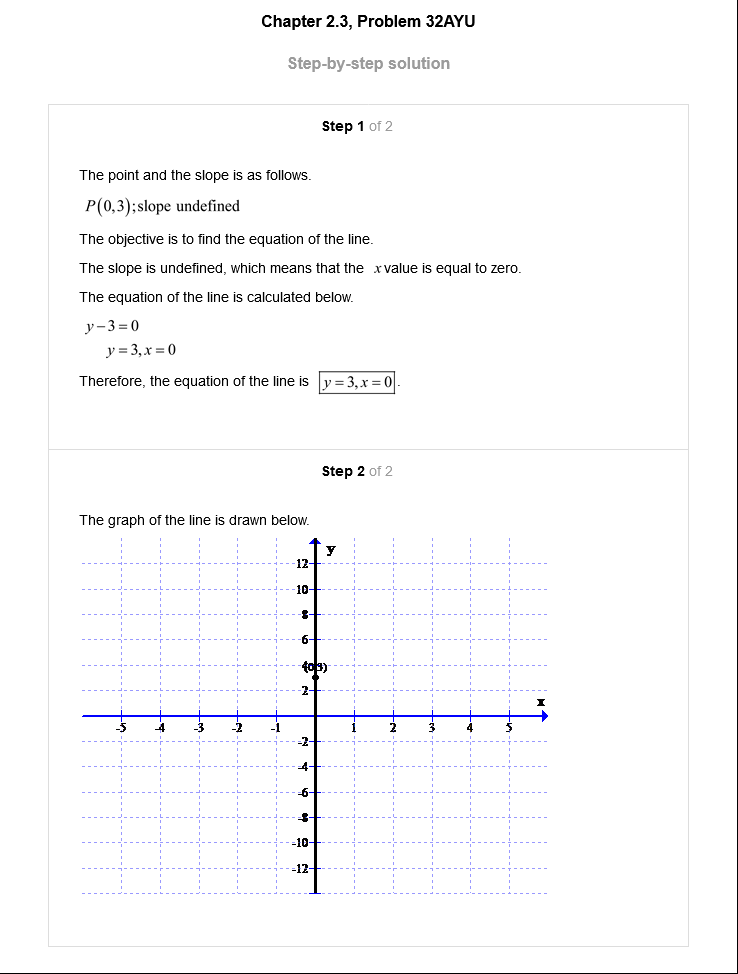 Chapter 2.3, Problem 32AYU
Step-by-step solution
Step 1 of 2
The point and the slope is as follows.
P(0,3);slope undefined
The objective is to find the equation of the line.
The slope is undefined, which means that the x value is equal to zero.
The equation of the line is calculated below.
y−3=0
y=3,x=0
Therefore, the equation of the line is y=3,x=0.
Step 2 of 2
The graph of the line is drawn below.
y
12
10
8
6
4
(0,3)
2
x
-5 -4 -3 -2 -1 1 2 3 4 5
-2
-4
-6
-8
-10
-12